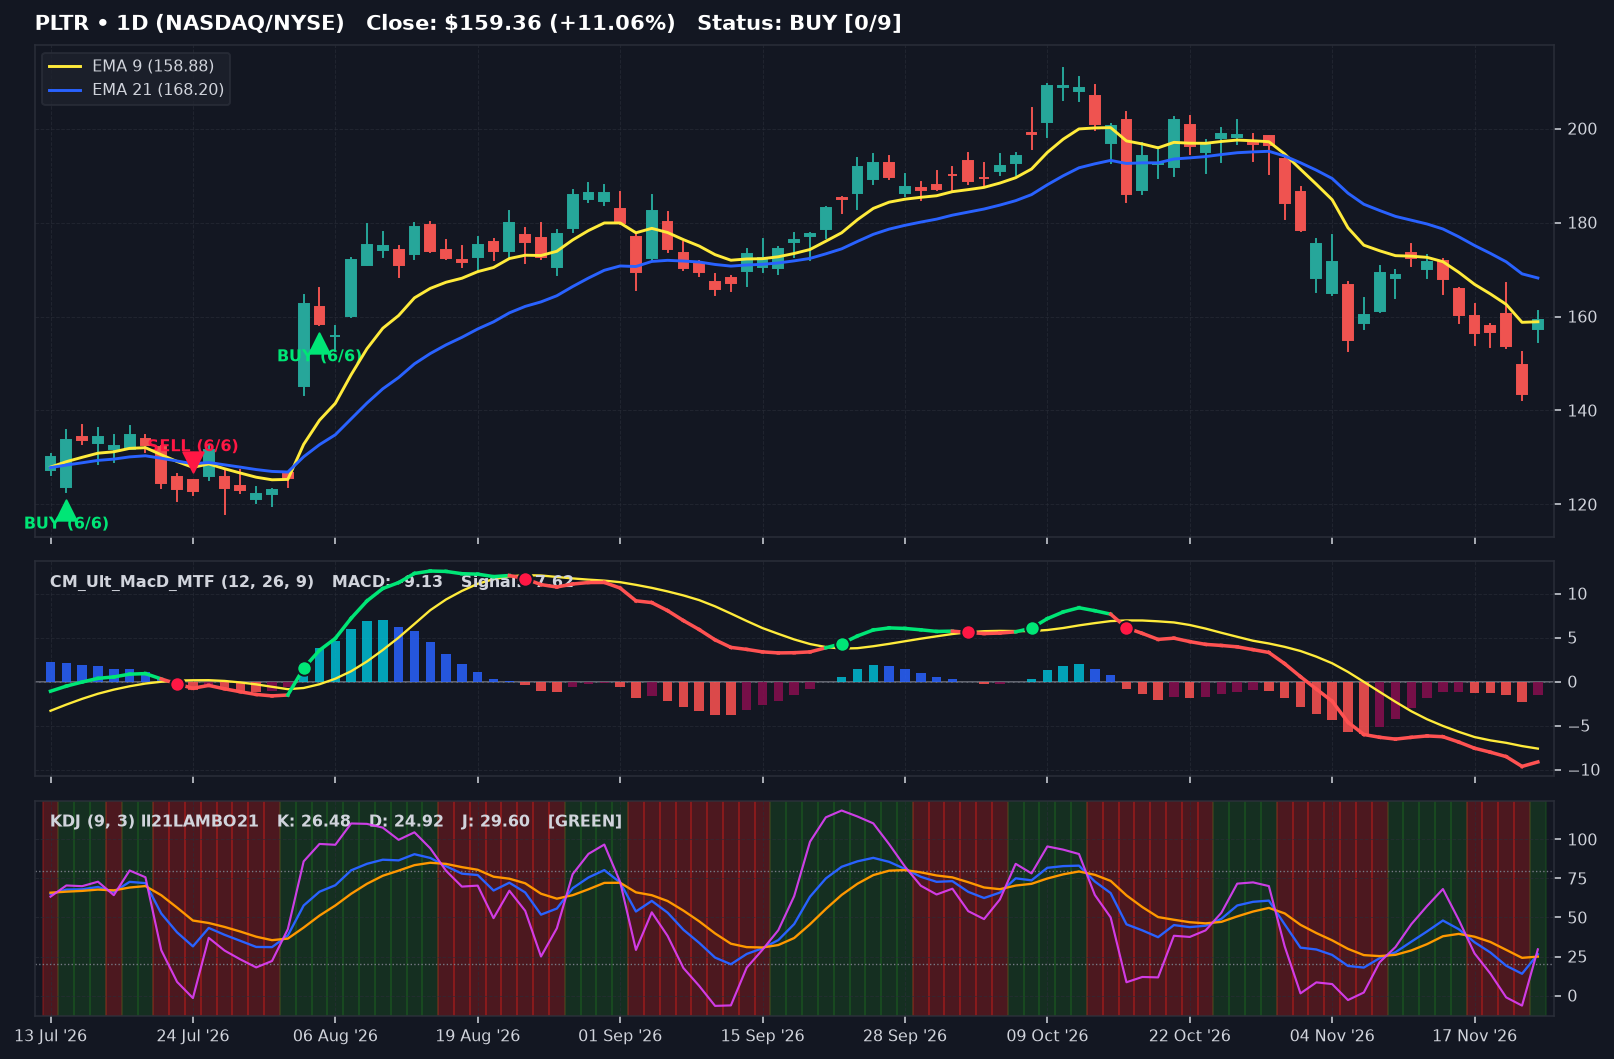 PLTR • 1D (NASDAQ/NYSE)   Close: $159.36 (+11.06%)   Status: BUY [0/9]
EMA 9 (158.88)
EMA 21 (168.20)
200
180
160
140
120
BUY (6/6)
SELL (6/6)
BUY (6/6)
CM_Ult_MacD_MTF (12, 26, 9)   MACD: -9.13   Signal: -7.62
10
5
0
−5
−10
KDJ (9, 3) II21LAMBO21   K: 26.48   D: 24.92   J: 29.60   [GREEN]
100
75
50
25
0
13 Jul '26
24 Jul '26
06 Aug '26
19 Aug '26
01 Sep '26
15 Sep '26
28 Sep '26
09 Oct '26
22 Oct '26
04 Nov '26
17 Nov '26